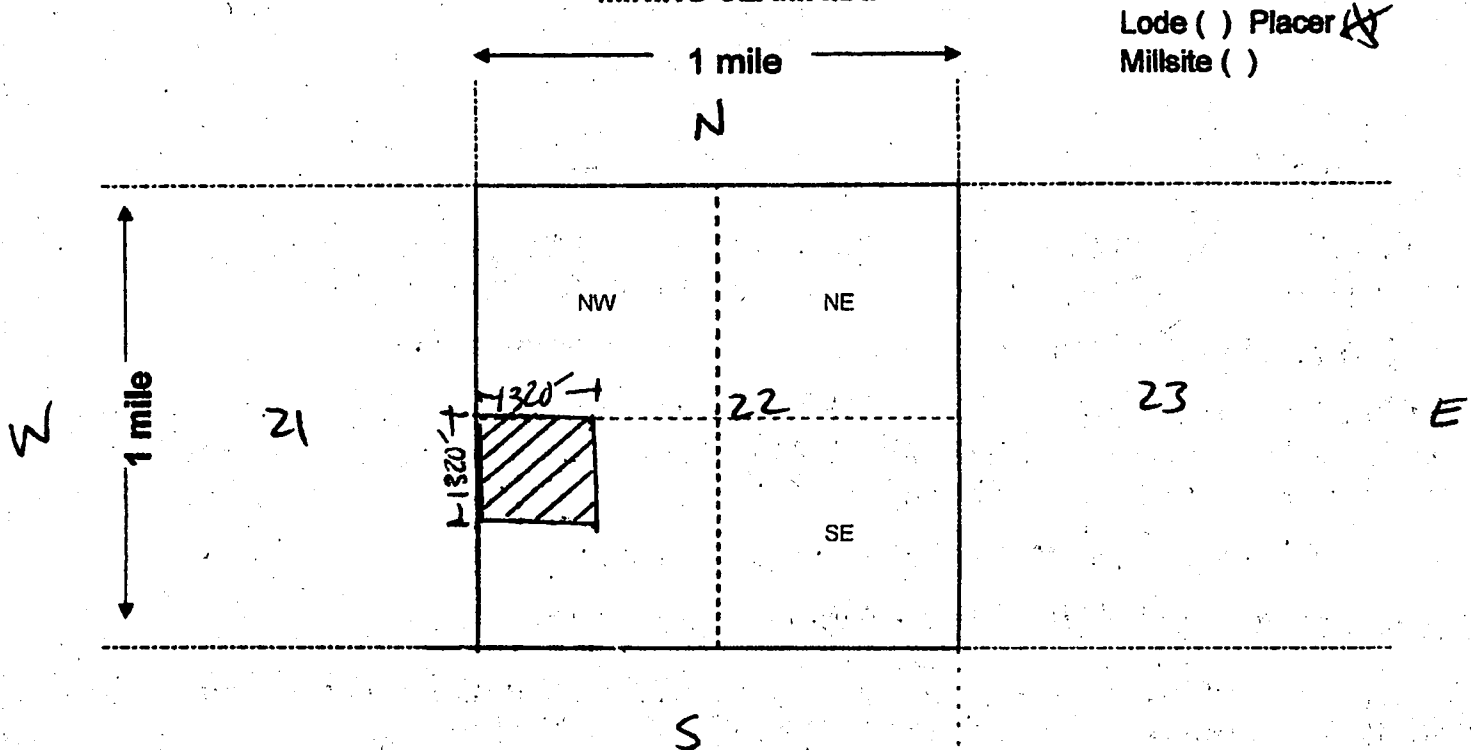 Lode ( ) Placer (X)
Millsite ( )
1 mile
N
NW
NE
1 mile
W
21
1320'
22
23
E
1320'
SE
S